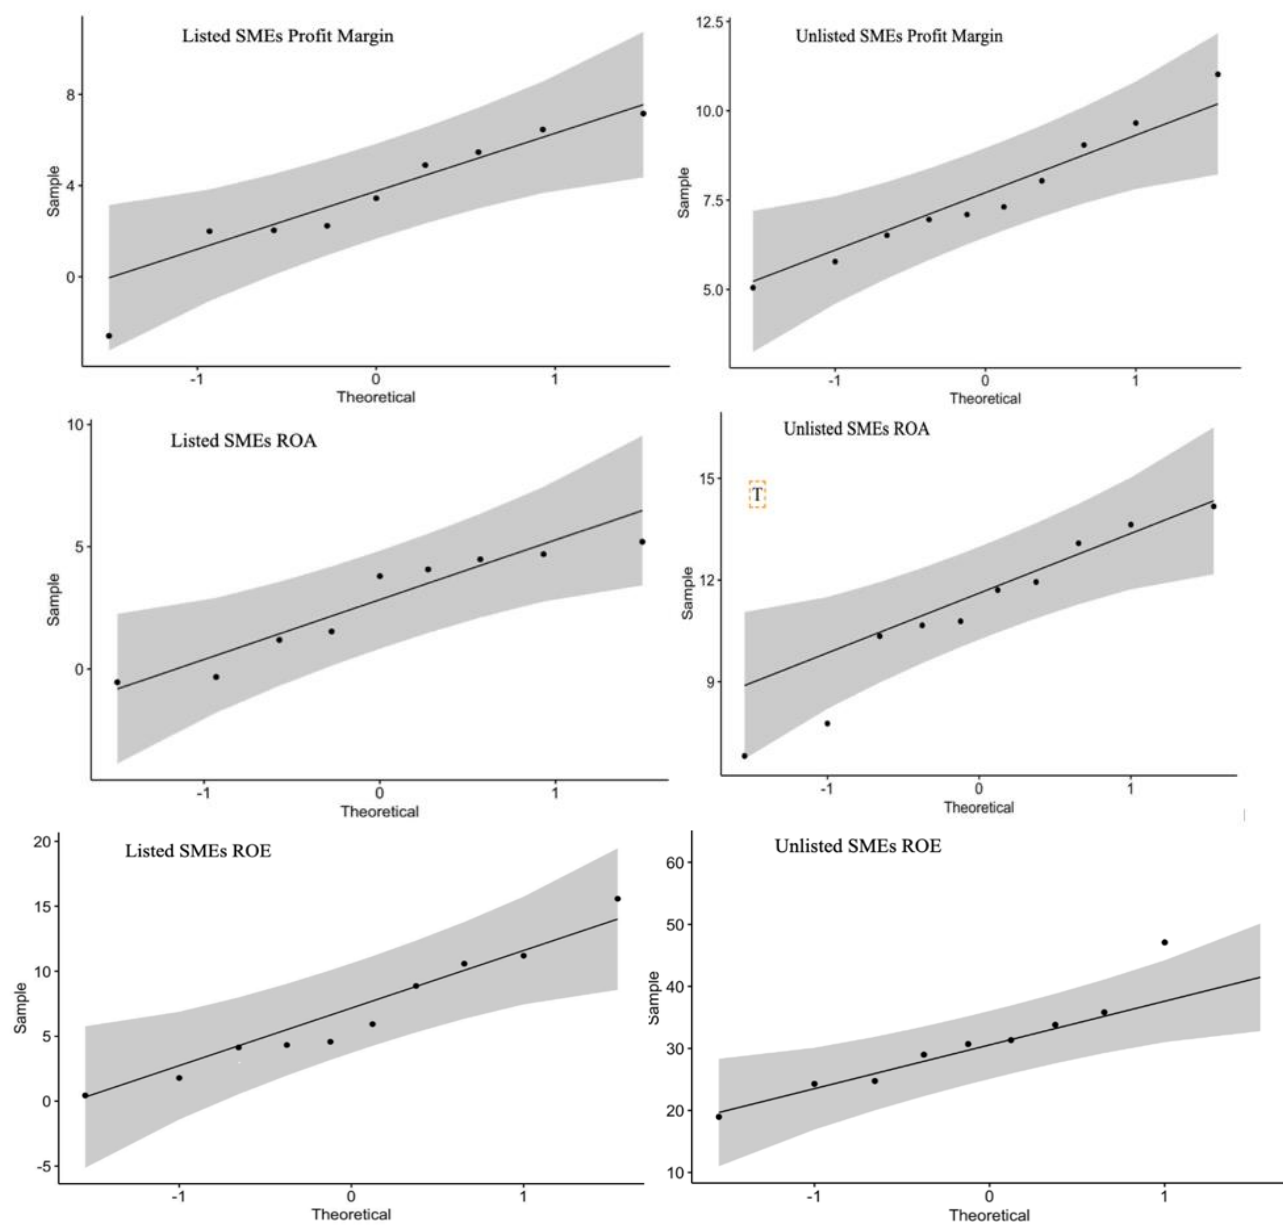 Listed SMEs Profit Margin
8
4
0
Sample
-1 0 1
Theoretical
Unlisted SMEs Profit Margin
12.5
10.0
7.5
5.0
Sample
-1 0 1
Theoretical
Listed SMEs ROA
10
5
0
Sample
-1 0 1
Theoretical
Unlisted SMEs ROA
T
15
12
9
Sample
-1 0 1
Theoretical
Listed SMEs ROE
20
15
10
5
0
-5
Sample
-1 0 1
Theoretical
Unlisted SMEs ROE
60
50
40
30
20
10
Sample
-1 0 1
Theoretical